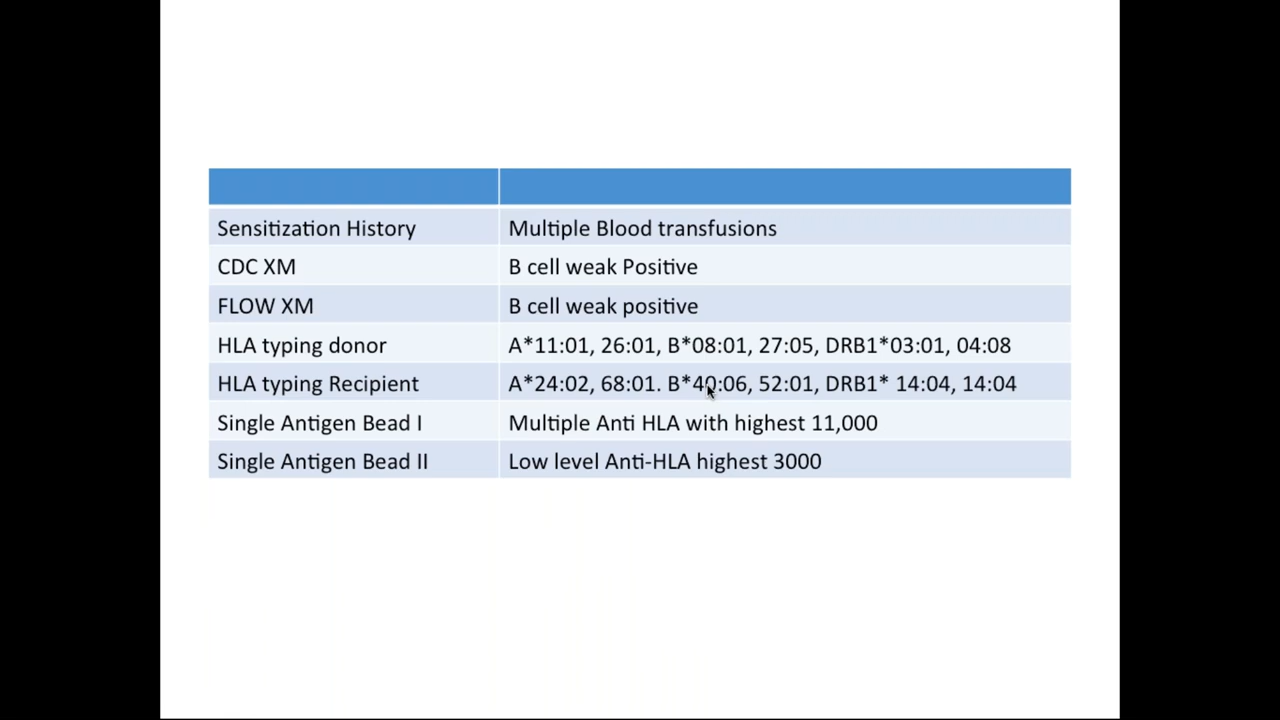 Sensitization History Multiple Blood transfusions
CDC XM B cell weak Positive
FLOW XM B cell weak positive
HLA typing donor A*11:01, 26:01, B*08:01, 27:05, DRB1*03:01, 04:08
HLA typing Recipient A*24:02, 68:01. B*40:06, 52:01, DRB1* 14:04, 14:04
Single Antigen Bead I Multiple Anti HLA with highest 11,000
Single Antigen Bead II Low level Anti-HLA highest 3000